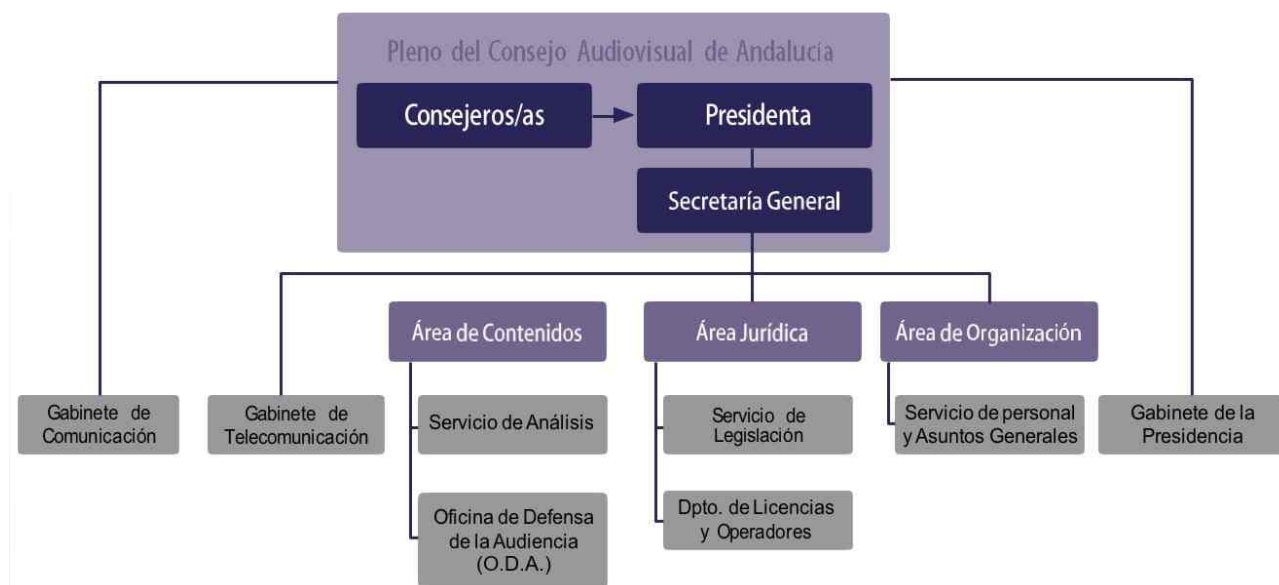 Pleno del Consejo Audiovisual de Andalucía
Consejeros/as
Presidenta
Secretaría General
Área de Contenidos
Área Jurídica
Área de Organización
Gabinete de
Comunicación
Gabinete de
Telecomunicación
Servicio de Análisis
Servicio de
Legislación
Servicio de personal
y Asuntos Generales
Gabinete de la
Presidencia
Oficina de Defensa
de la Audiencia
(O.D.A.)
Dpto. de Licencias
y Operadores